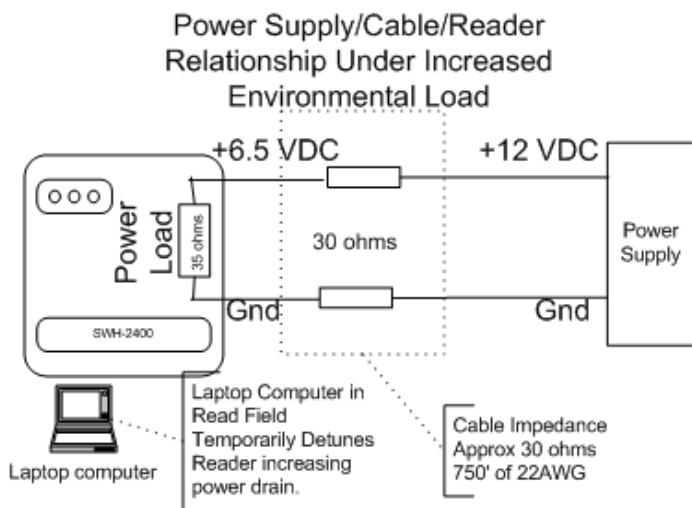 Power Supply/Cable/Reader
Relationship Under Increased
Environmental Load
+6.5 VDC
+12 VDC
Power
Load
35 ohms
30 ohms
Power
Supply
Gnd
Gnd
SWH-2400
Laptop computer
Laptop Computer in
Read Field
Temporarily Detunes
Reader increasing
power drain.
Cable Impedance
Approx 30 ohms
750' of 22AWG